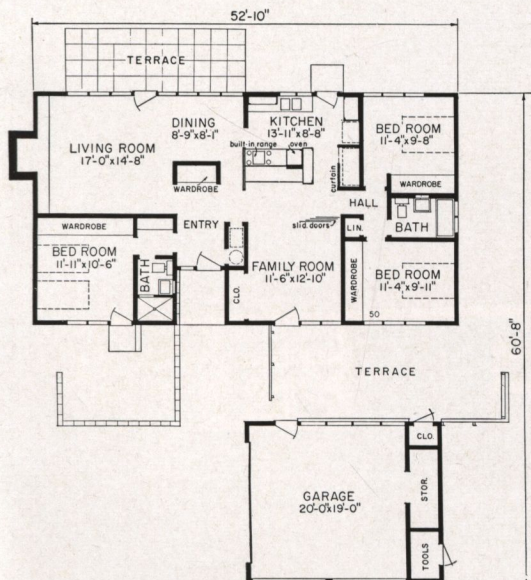 52'-10"
TERRACE
DINING
8'-9"x8'-1"
KITCHEN
13'-11"x8'-8"
built-in range
oven
BED ROOM
11'-4"x9'-8"
LIVING ROOM
17'-0"x14'-8"
WARDROBE
curtain
WARDROBE
HALL
WARDROBE
ENTRY
slid. doors
LIN.
BATH
BED ROOM
11'-11"x10'-6"
BATH
FAMILY ROOM
11'-6"x12'-10"
CLO.
WARDROBE
BED ROOM
11'-4"x9'-11"
50
60'-8"
TERRACE
CLO.
GARAGE
20'-0"x19'-0"
STOR.
TOOLS